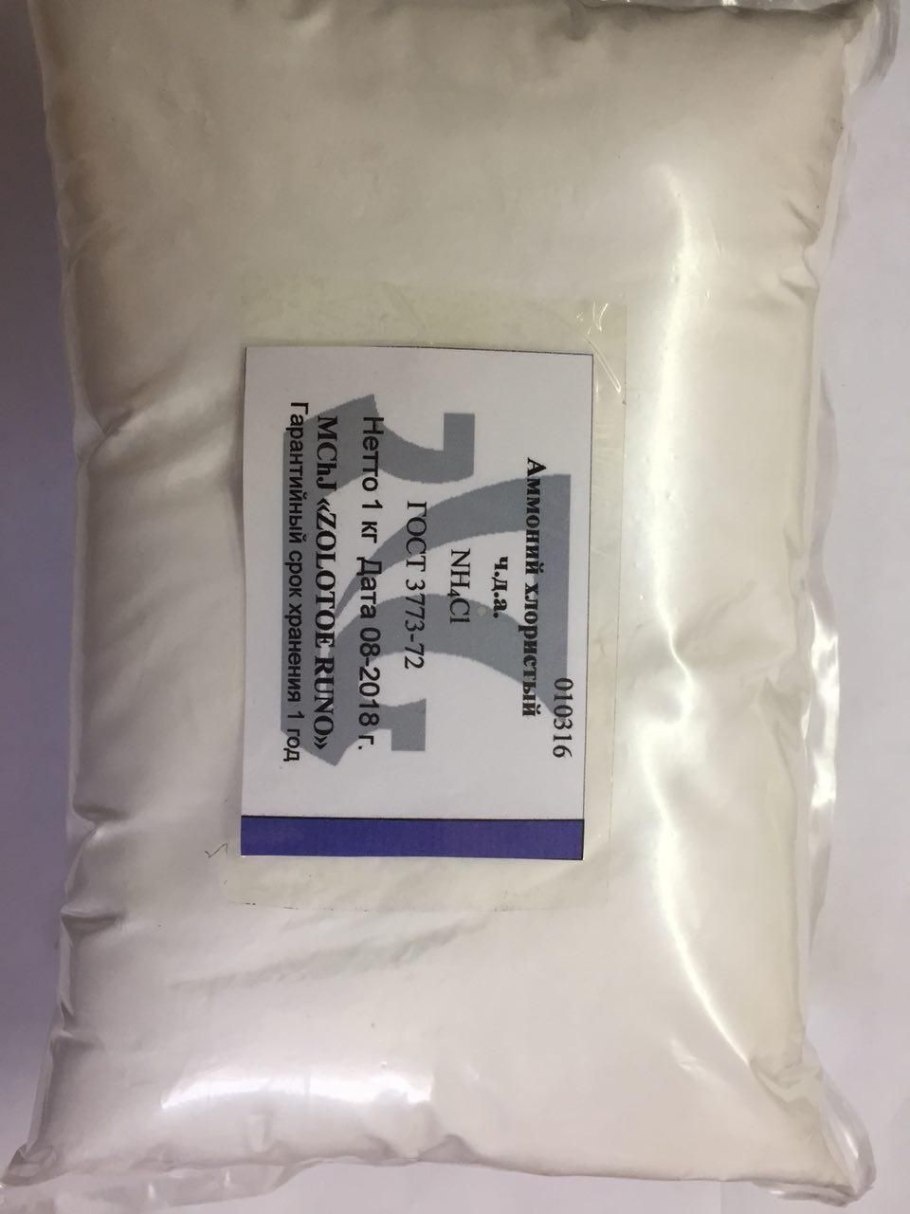 010316
Аммоний хлористый
ч.д.а.
NH₄Cl
ГОСТ 3773-72
Нетто 1 кг Дата 08-2018 г.
MChJ «ZOLOTOE RUNO»
Гарантийный срок хранения 1 год